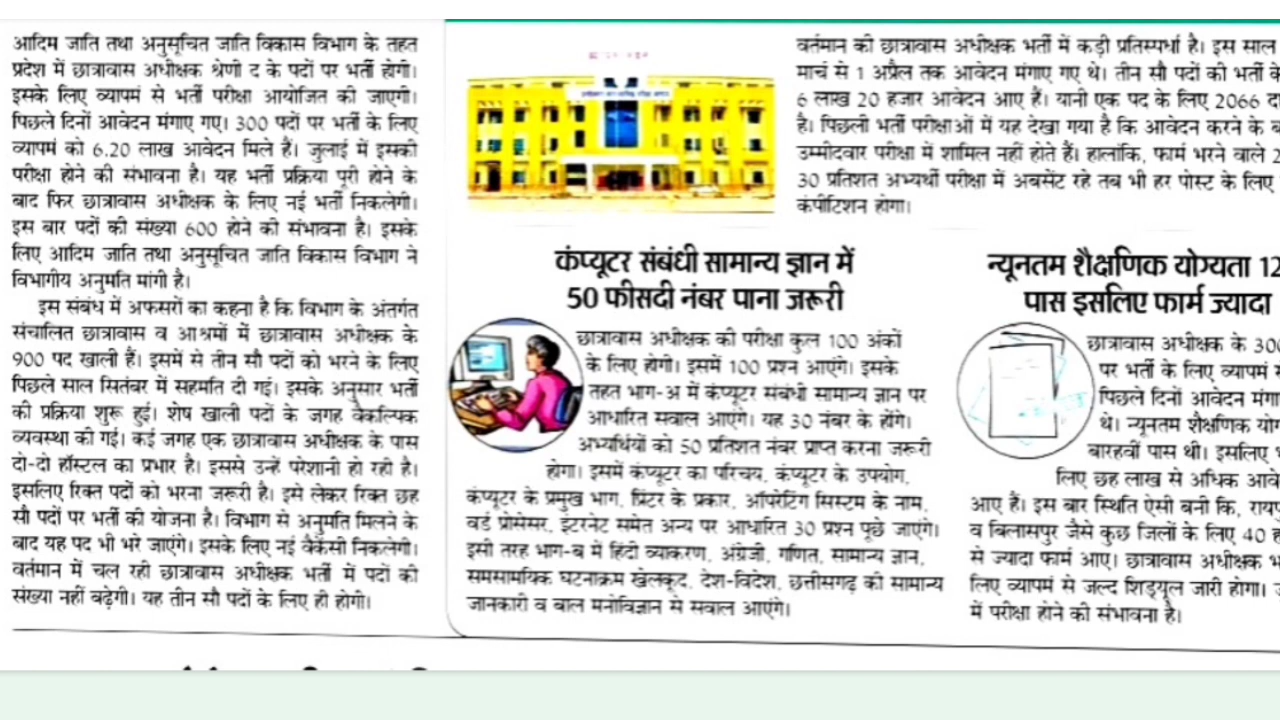 आदिम जाति तथा अनुसूचित जाति विकास विभाग के तहत
प्रदेश में छात्रावास अधीक्षक श्रेणी द के पदों पर भर्ती होगी।
इसके लिए व्यापमं से भर्ती परीक्षा आयोजित की जाएगी।
पिछले दिनों आवेदन मंगाए गए। 300 पदों पर भर्ती के लिए
व्यापमं को 6.20 लाख आवेदन मिले हैं। जुलाई में इसकी
परीक्षा होने की संभावना है। यह भर्ती प्रक्रिया पूरी होने के
बाद फिर छात्रावास अधीक्षक के लिए नई भर्ती निकलेगी।
इस बार पदों की संख्या 600 होने की संभावना है। इसके
लिए आदिम जाति तथा अनुसूचित जाति विकास विभाग ने
विभागीय अनुमति मांगी है।
इस संबंध में अफसरों का कहना है कि विभाग के अंतर्गत
संचालित छात्रावास व आश्रमों में छात्रावास अधीक्षक के
900 पद खाली हैं। इसमें से तीन सौ पदों को भरने के लिए
पिछले साल सितंबर में सहमति दी गई। इसके अनुसार भर्ती
की प्रक्रिया शुरू हुई। शेष खाली पदों के जगह वैकल्पिक
व्यवस्था की गई। कई जगह एक छात्रावास अधीक्षक के पास
दो-दो हॉस्टल का प्रभार है। इससे उन्हें परेशानी हो रही है।
इसलिए रिक्त पदों को भरना जरूरी है। इसे लेकर रिक्त छह
सौ पदों पर भर्ती की योजना है। विभाग से अनुमति मिलने के
बाद यह पद भी भरे जाएंगे। इसके लिए नई वैकेंसी निकलेगी।
वर्तमान में चल रही छात्रावास अधीक्षक भर्ती में पदों की
संख्या नहीं बढ़ेगी। यह तीन सौ पदों के लिए ही होगी।
वर्तमान की छात्रावास अधीक्षक भर्ती में कड़ी प्रतिस्पर्धा है। इस साल
मार्च से 1 अप्रैल तक आवेदन मंगाए गए थे। तीन सौ पदों की भर्ती के
6 लाख 20 हजार आवेदन आए है। यानी एक पद के लिए 2066
है। पिछली भर्ती परीक्षाओं में यह देखा गया है कि आवेदन करने के
उम्मीदवार परीक्षा में शामिल नहीं होते हैं। हालांकि, फार्म भरने वाले
30 प्रतिशत अभ्यर्थी परीक्षा में अबसेंट रहे तब भी हर पोस्ट के लिए
कंपीटिशन होगा।
कंप्यूटर संबंधी सामान्य ज्ञान में
50 फीसदी नंबर पाना जरूरी
छात्रावास अधीक्षक की परीक्षा कुल 100 अंकों
के लिए होगी। इसमें 100 प्रश्न आएंगे। इसके
तहत भाग-अ में कंप्यूटर संबंधी सामान्य ज्ञान पर
आधारित सवाल आएंगे। यह 30 नंबर के होंगे।
अभ्यर्थियों को 50 प्रतिशत नंबर प्राप्त करना जरूरी
होगा। इसमें कंप्यूटर का परिचय, कंप्यूटर के उपयोग,
कंप्यूटर के प्रमुख भाग, प्रिंटर के प्रकार, ऑपरेटिंग सिस्टम के नाम,
वर्ड प्रोसेसर, इंटरनेट समेत अन्य पर आधारित 30 प्रश्न पूछे जाएंगे।
इसी तरह भाग-ब में हिंदी व्याकरण, अंग्रेजी, गणित, सामान्य ज्ञान,
समसामयिक घटनाक्रम खेलकूद, देश-विदेश, छत्तीसगढ़ की सामान्य
जानकारी व बाल मनोविज्ञान से सवाल आएंगे।
न्यूनतम शैक्षणिक योग्यता 12
पास इसलिए फार्म ज्यादा
छात्रावास अधीक्षक के 300
पर भर्ती के लिए व्यापमं
पिछले दिनों आवेदन मंगा
थे। न्यूनतम शैक्षणिक
बारहवीं पास थी। इसलिए
लिए छह लाख से अधिक
आए हैं। इस बार स्थिति ऐसी बनी कि,
व बिलासपुर जैसे कुछ जिलों के लिए 40
से ज्यादा फार्म आए। छात्रावास अधीक्षक
लिए व्यापमं से जल्द शिड्यूल जारी होगा।
में परीक्षा होने की संभावना है।